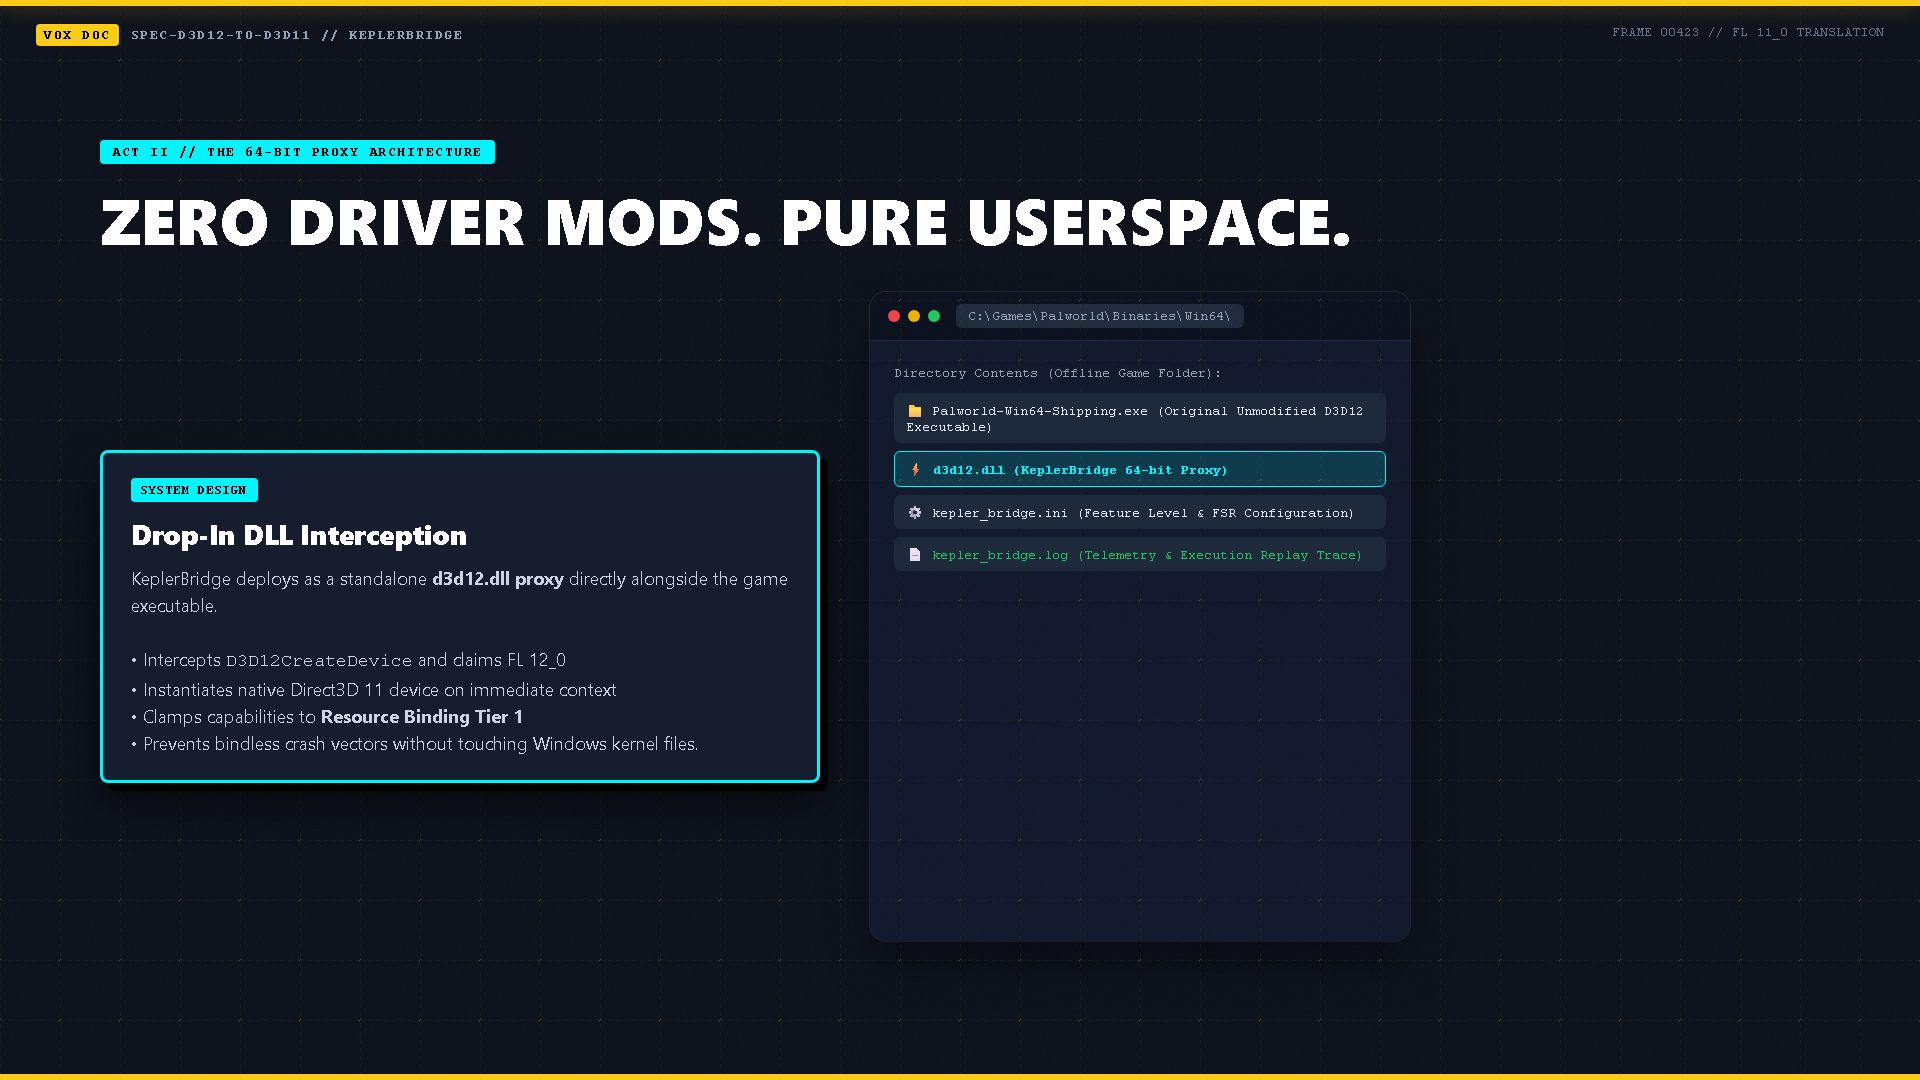 VOX DOC SPEC-D3D12-TO-D3D11 // KEPLERBRIDGE
FRAME 00423 // FL 11_0 TRANSLATION
ACT II // THE 64-BIT PROXY ARCHITECTURE
ZERO DRIVER MODS. PURE USERSPACE.
SYSTEM DESIGN
Drop-In DLL Interception
KeplerBridge deploys as a standalone d3d12.dll proxy directly alongside the game
executable.
• Intercepts D3D12CreateDevice and claims FL 12_0
• Instantiates native Direct3D 11 device on immediate context
• Clamps capabilities to Resource Binding Tier 1
• Prevents bindless crash vectors without touching Windows kernel files.
C:\Games\Palworld\Binaries\Win64\
Directory Contents (Offline Game Folder):
Palworld-Win64-Shipping.exe (Original Unmodified D3D12
Executable)
d3d12.dll (KeplerBridge 64-bit Proxy)
kepler_bridge.ini (Feature Level & FSR Configuration)
kepler_bridge.log (Telemetry & Execution Replay Trace)